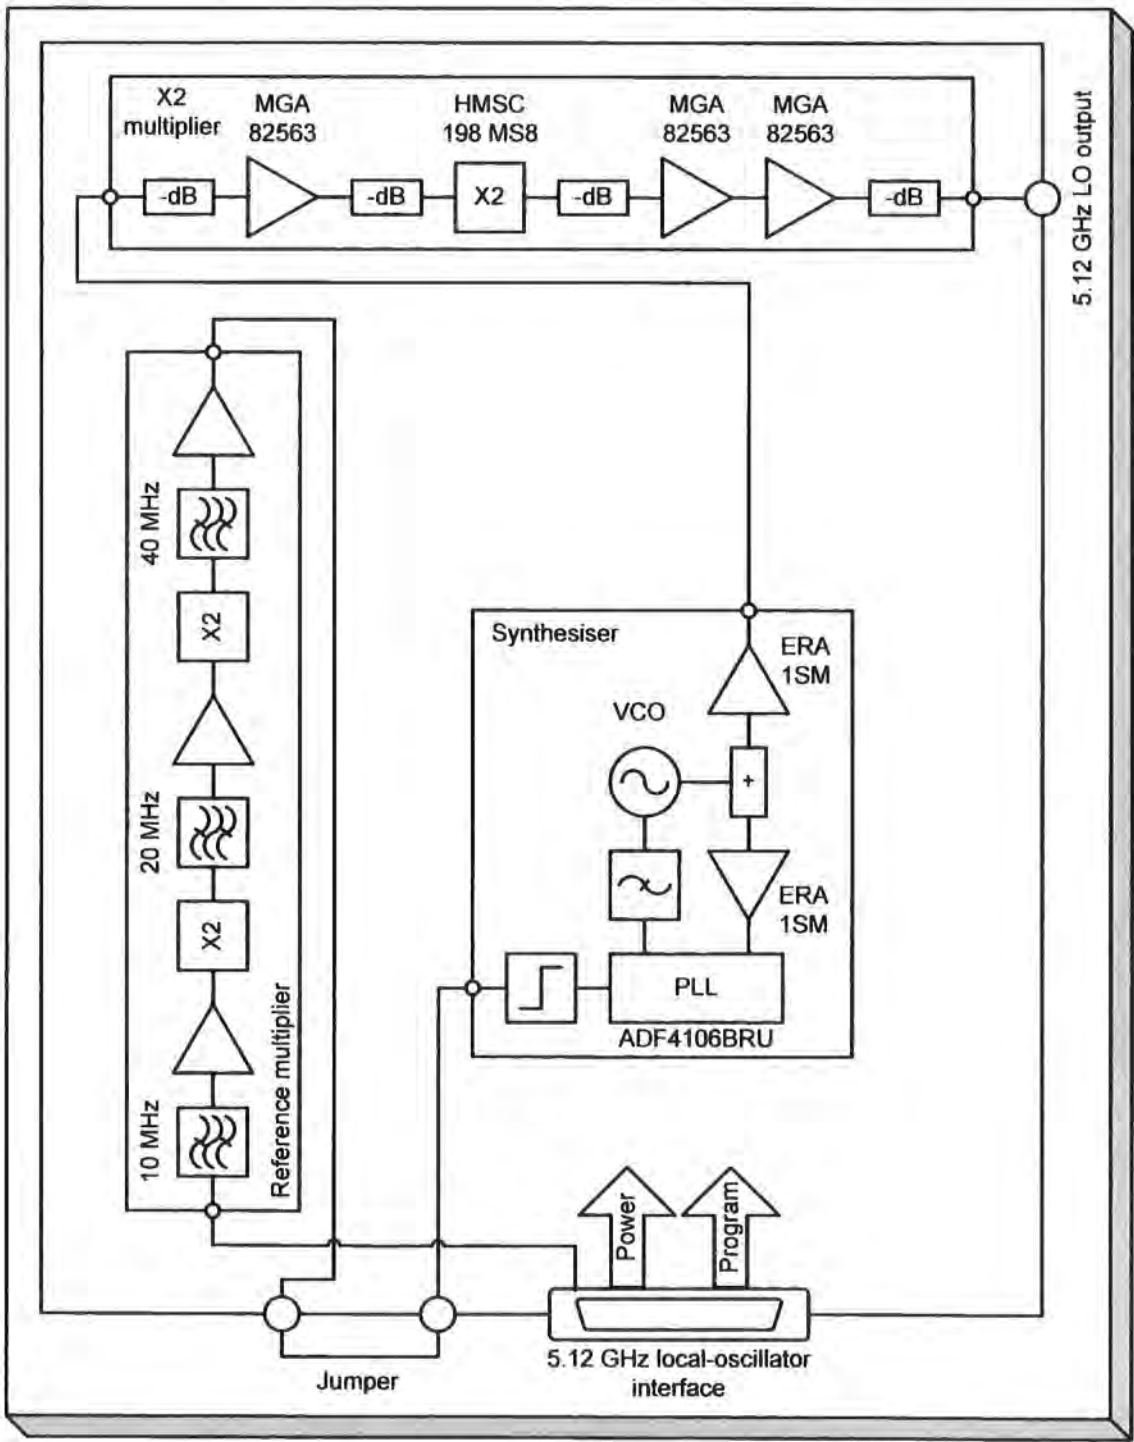 X2
multiplier
MGA
82563
HMSC
198 MS8
MGA
82563
MGA
82563
-dB
-dB
X2
-dB
-dB
5.12 GHz LO output
40 MHz
X2
20 MHz
X2
10 MHz
Reference multiplier
Synthesiser
ERA
1SM
VCO
+
ERA
1SM
PLL
ADF4106BRU
Power
Program
5.12 GHz local-oscillator
interface
Jumper